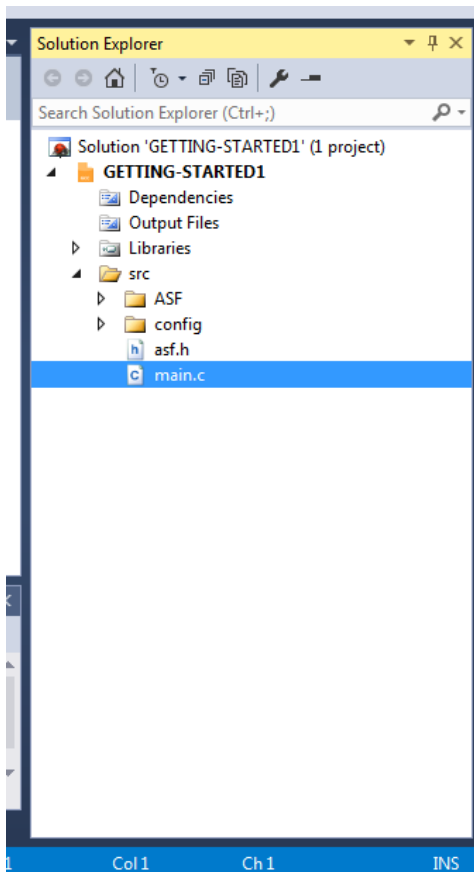 Solution Explorer
Search Solution Explorer (Ctrl+;)
Solution 'GETTING-STARTED1' (1 project)
GETTING-STARTED1
Dependencies
Output Files
Libraries
src
ASF
config
h asf.h
c main.c
1 Col 1 Ch 1 INS